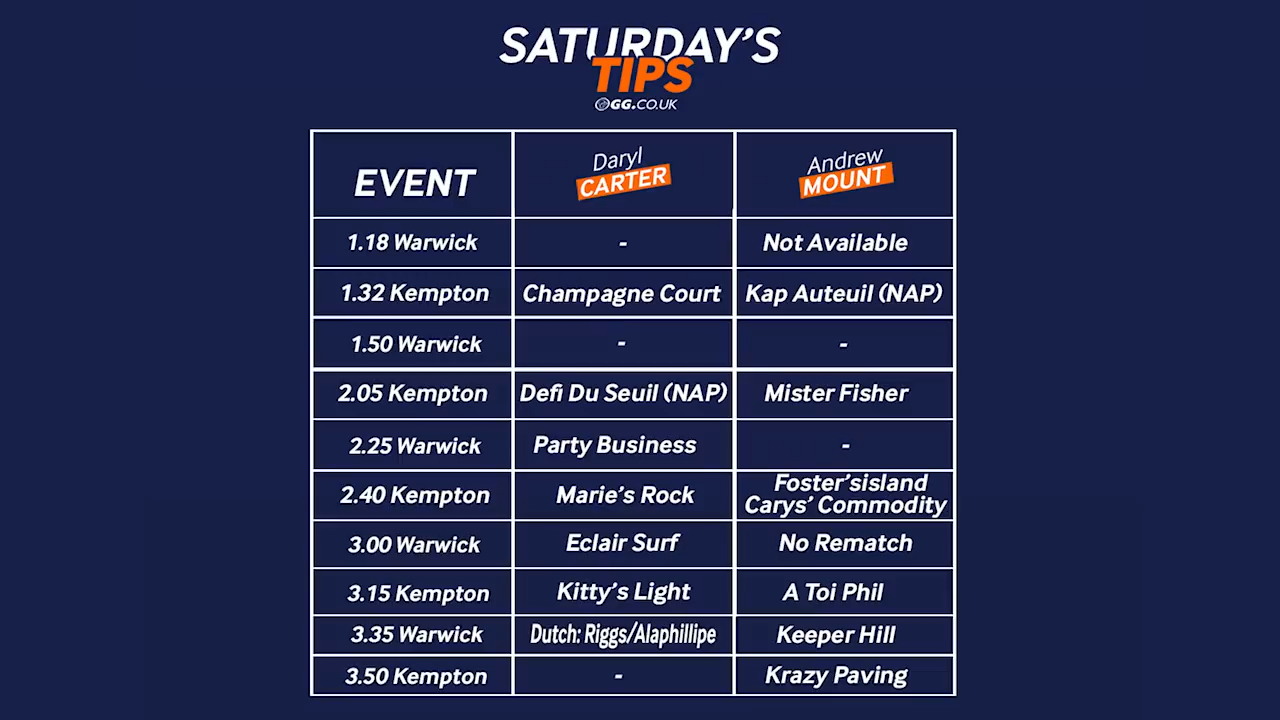 SATURDAY'S
TIPS
GG.CO.UK
EVENT
Daryl
CARTER
Andrew
MOUNT
1.18 Warwick
-
Not Available
1.32 Kempton
Champagne Court
Kap Auteuil (NAP)
1.50 Warwick
-
-
2.05 Kempton
Defi Du Seuil (NAP)
Mister Fisher
2.25 Warwick
Party Business
-
2.40 Kempton
Marie's Rock
Foster'sisland
Carys' Commodity
3.00 Warwick
Eclair Surf
No Rematch
3.15 Kempton
Kitty's Light
A Toi Phil
3.35 Warwick
Dutch: Riggs/Alaphillipe
Keeper Hill
3.50 Kempton
-
Krazy Paving